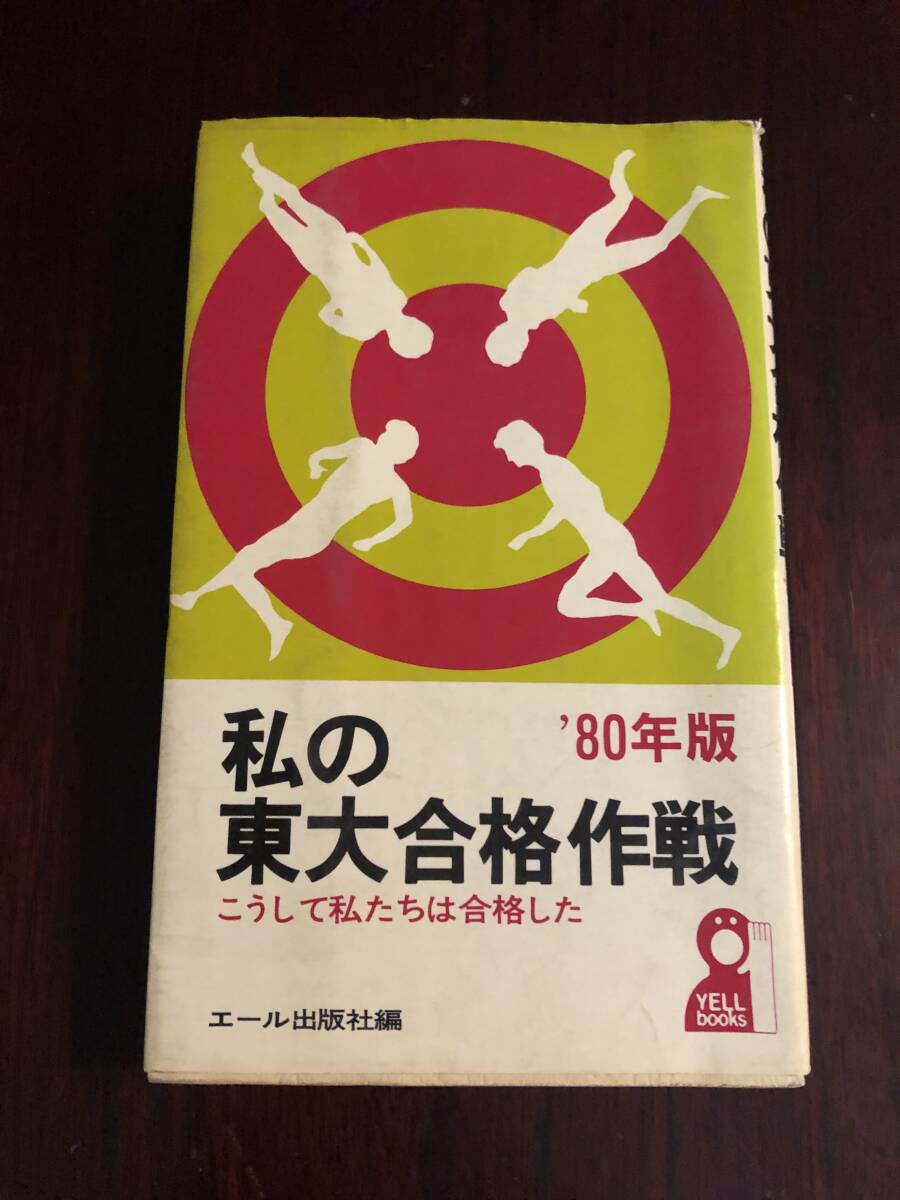 私の
’80年版
東大合格作戦
こうして私たちは合格した
YELL
books
エール出版社編